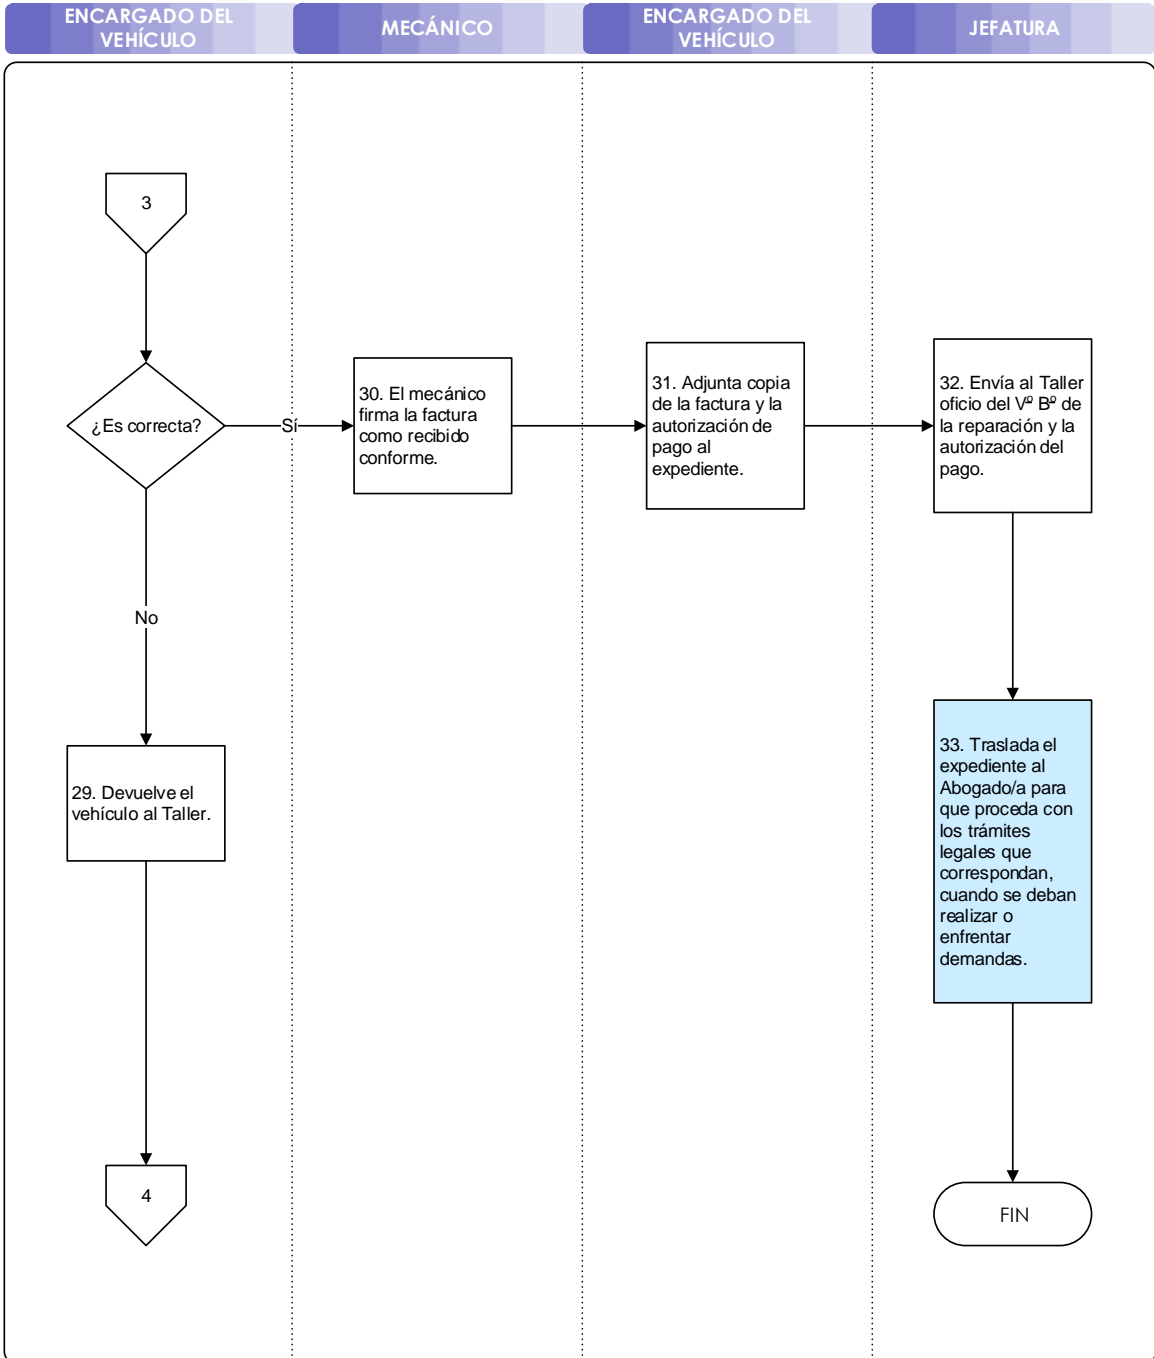 ENCARGADO DEL
VEHÍCULO
MECÁNICO
ENCARGADO DEL
VEHÍCULO
JEFATURA
3
¿Es correcta?
Sí
30. El mecánico
firma la factura
como recibido
conforme.
31. Adjunta copia
de la factura y la
autorización de
pago al
expediente.
32. Envía al Taller
oficio del Vº Bº de
la reparación y la
autorización del
pago.
No
29. Devuelve el
vehículo al Taller.
33. Traslada el
expediente al
Abogado/a para
que proceda con
los trámites
legales que
correspondan,
cuando se deban
realizar o
enfrentar
demandas.
4
FIN